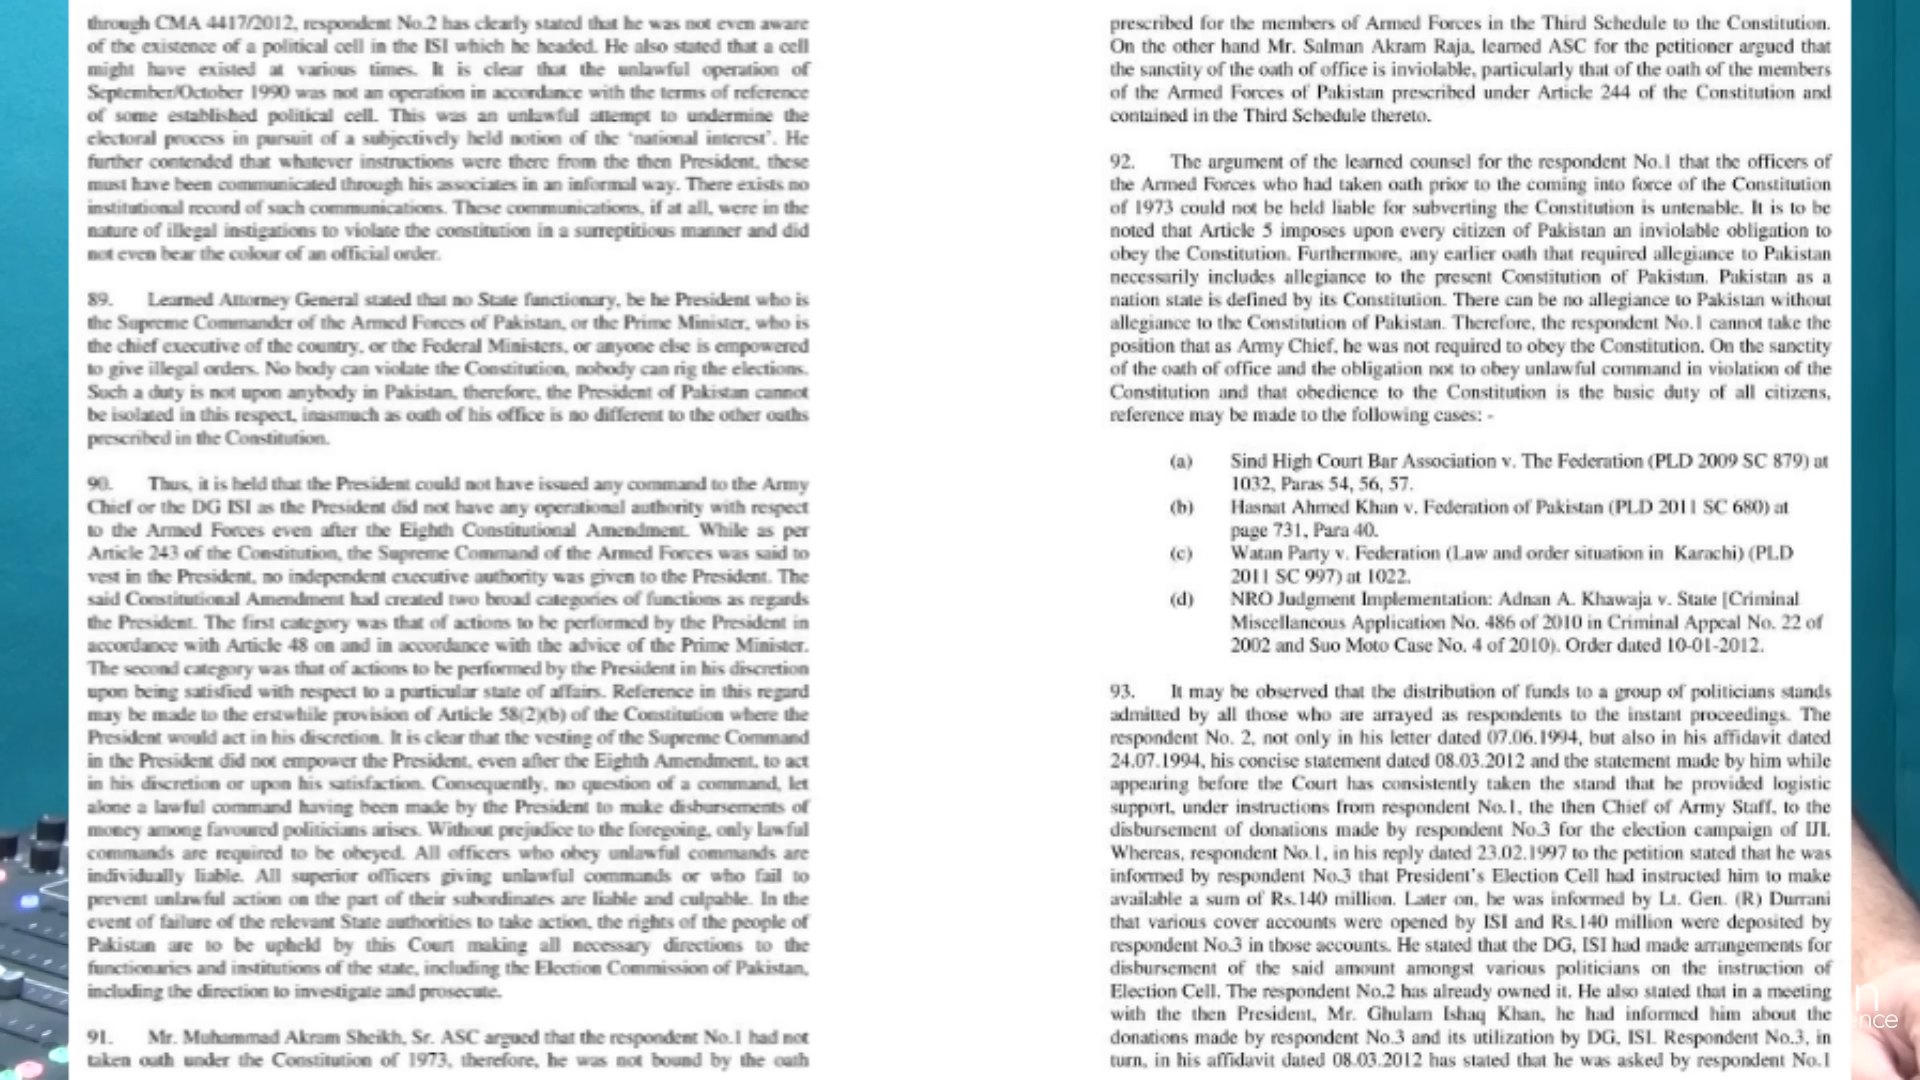 through CMA 4417/2012, respondent No.2 has clearly stated that he was not even aware
of the existence of a political cell in the ISI which he headed. He also stated that a cell
might have existed at various times. It is clear that the unlawful operation of
September/October 1990 was not an operation in accordance with the terms of reference
of some established political cell. This was an unlawful attempt to undermine the
electoral process in pursuit of a subjectively held notion of the 'national interest'. He
further contended that whatever instructions were there from the then President, these
must have been communicated through his associates in an informal way. There exists no
institutional record of such communications. These communications, if at all, were in the
nature of illegal instigations to violate the constitution in a surreptitious manner and did
not even bear the colour of an official order.
89. Learned Attorney General stated that no State functionary, be he President who is
the Supreme Commander of the Armed Forces of Pakistan, or the Prime Minister, who is
the chief executive of the country, or the Federal Ministers, or anyone else is empowered
to give illegal orders. No body can violate the Constitution, nobody can rig the elections.
Such a duty is not upon anybody in Pakistan, therefore, the President of Pakistan cannot
be isolated in this respect, inasmuch as oath of his office is no different to the other oaths
prescribed in the Constitution.
90. Thus, it is held that the President could not have issued any command to the Army
Chief or the DG ISI as the President did not have any operational authority with respect
to the Armed Forces even after the Eighth Constitutional Amendment. While as per
Article 243 of the Constitution, the Supreme Command of the Armed Forces was said to
vest in the President, no independent executive authority was given to the President. The
said Constitutional Amendment had created two broad categories of functions as regards
the President. The first category was that of actions to be performed by the President in
accordance with Article 48 on and in accordance with the advice of the Prime Minister.
The second category was that of actions to be performed by the President in his discretion
upon being satisfied with respect to a particular state of affairs. Reference in this regard
may be made to the erstwhile provision of Article 58(2)(b) of the Constitution where the
President would act in his discretion. It is clear that the vesting of the Supreme Command
in the President did not empower the President, even after the Eighth Amendment, to act
in his discretion or upon his satisfaction. Consequently, no question of a command, let
alone a lawful command having been made by the President to make disbursements of
money among favoured politicians arises. Without prejudice to the foregoing, only lawful
commands are required to be obeyed. All officers who obey unlawful commands are
individually liable. All superior officers giving unlawful commands or who fail to
prevent unlawful action on the part of their subordinates are liable and culpable. In the
event of failure of the relevant State authorities to take action, the rights of the people of
Pakistan are to be upheld by this Court making all necessary directions to the
functionaries and institutions of the state, including the Election Commission of Pakistan,
including the direction to investigate and prosecute.
91. Mr. Muhammad Akram Sheikh, Sr. ASC argued that the respondent No.1 had not
taken oath under the Constitution of 1973, therefore, he was not bound by the oath
prescribed for the members of Armed Forces in the Third Schedule to the Constitution.
On the other hand Mr. Salman Akram Raja, learned ASC for the petitioner argued that
the sanctity of the oath of office is inviolable, particularly that of the oath of the members
of the Armed Forces of Pakistan prescribed under Article 244 of the Constitution and
contained in the Third Schedule thereto.
92. The argument of the learned counsel for the respondent No.1 that the officers of
the Armed Forces who had taken oath prior to the coming into force of the Constitution
of 1973 could not be held liable for subverting the Constitution is untenable. It is to be
noted that Article 5 imposes upon every citizen of Pakistan an inviolable obligation to
obey the Constitution. Furthermore, any earlier oath that required allegiance to Pakistan
necessarily includes allegiance to the present Constitution of Pakistan. Pakistan as a
nation state is defined by its Constitution. There can be no allegiance to Pakistan without
allegiance to the Constitution of Pakistan. Therefore, the respondent No.1 cannot take the
position that as Army Chief, he was not required to obey the Constitution. On the sanctity
of the oath of office and the obligation not to obey unlawful command in violation of the
Constitution and that obedience to the Constitution is the basic duty of all citizens,
reference may be made to the following cases: -
(a) Sind High Court Bar Association v. The Federation (PLD 2009 SC 879) at
1032, Paras 54, 56, 57.
(b) Hasnat Ahmed Khan v. Federation of Pakistan (PLD 2011 SC 680) at
page 731, Para 40.
(c) Watan Party v. Federation (Law and order situation in Karachi) (PLD
2011 SC 997) at 1022.
(d) NRO Judgment Implementation: Adnan A. Khawaja v. State [Criminal
Miscellaneous Application No. 486 of 2010 in Criminal Appeal No. 22 of
2002 and Suo Moto Case No. 4 of 2010). Order dated 10-01-2012.
93. It may be observed that the distribution of funds to a group of politicians stands
admitted by all those who are arrayed as respondents to the instant proceedings. The
respondent No. 2, not only in his letter dated 07.06.1994, but also in his affidavit dated
24.07.1994, his concise statement dated 08.03.2012 and the statement made by him while
appearing before the Court has consistently taken the stand that he provided logistic
support, under instructions from respondent No.1, the then Chief of Army Staff, to the
disbursement of donations made by respondent No.3 for the election campaign of IJI.
Whereas, respondent No.1, in his reply dated 23.02.1997 to the petition stated that he was
informed by respondent No.3 that President's Election Cell had instructed him to make
available a sum of Rs.140 million. Later on, he was informed by Lt. Gen. (R) Durrani
that various cover accounts were opened by ISI and Rs.140 million were deposited by
respondent No.3 in those accounts. He stated that the DG, ISI had made arrangements for
disbursement of the said amount amongst various politicians on the instruction of
Election Cell. The respondent No.2 has already owned it. He also stated that in a meeting
with the then President, Mr. Ghulam Ishaq Khan, he had informed him about the
donations made by respondent No.3 and its utilization by DG, ISI. Respondent No.3, in
turn, in his affidavit dated 08.03.2012 has stated that he was asked by respondent No.1
n
ence